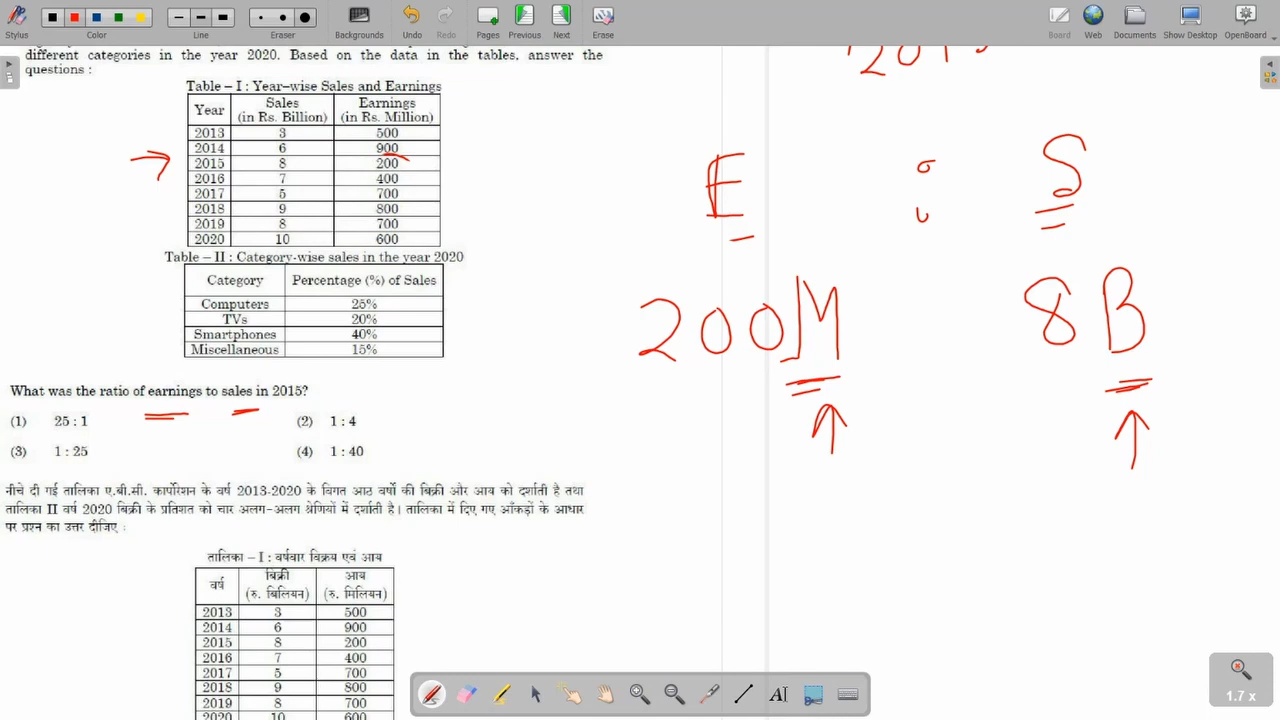 Stylus Color Line Eraser Backgrounds Undo Redo Pages Previous Next Erase Board Web Documents Show Desktop OpenBoard
different categories in the year 2020. Based on the data in the tables, answer the
questions :
Table – I : Year-wise Sales and Earnings
Year Sales (in Rs. Billion) Earnings (in Rs. Million)
2013 3 500
2014 6 900
2015 8 200
2016 7 400
2017 5 700
2018 9 800
2019 8 700
2020 10 600
Table – II : Category-wise sales in the year 2020
Category Percentage (%) of Sales
Computers 25%
TVs 20%
Smartphones 40%
Miscellaneous 15%
What was the ratio of earnings to sales in 2015?
(1) 25 : 1 (2) 1 : 4
(3) 1 : 25 (4) 1 : 40
नीचे दी गई तालिका ए.बी.सी. कार्पोरेशन के वर्ष 2013-2020 के विगत आठ वर्षों की बिक्री और आय को दर्शाती है तथा
तालिका II वर्ष 2020 बिक्री के प्रतिशत को चार अलग-अलग श्रेणियों में दर्शाती है। तालिका में दिए गए आँकड़ों के आधार
पर प्रश्न का उत्तर दीजिए :
तालिका – I : वर्षवार विक्रय एवं आय
वर्ष बिक्री (रु. बिलियन) आय (रु. मिलियन)
2013 3 500
2014 6 900
2015 8 200
2016 7 400
2017 5 700
2018 9 800
2019 8 700
2020 10 600
E : S
200M 8B
1.7 x